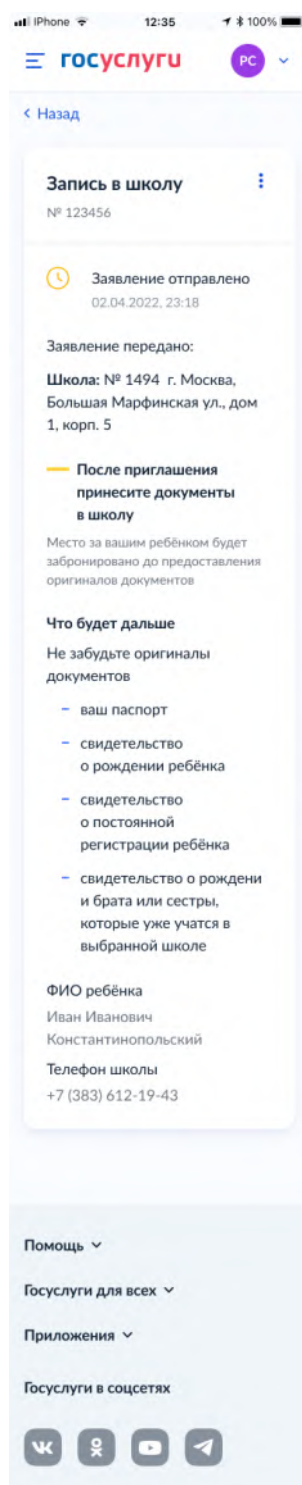 iPhone 12:35 100%
госуслуги РС
Назад
Запись в школу
№ 123456
Заявление отправлено
02.04.2022, 23:18
Заявление передано:
Школа: № 1494 г. Москва,
Большая Марфинская ул., дом
1, корп. 5
После приглашения
принесите документы
в школу
Место за вашим ребёнком будет
забронировано до предоставления
оригиналов документов
Что будет дальше
Не забудьте оригиналы
документов
– ваш паспорт
– свидетельство
о рождении ребёнка
– свидетельство
о постоянной
регистрации ребёнка
– свидетельство о рождени
и брата или сестры,
которые уже учатся в
выбранной школе
ФИО ребёнка
Иван Иванович
Константинопольский
Телефон школы
+7 (383) 612-19-43
Помощь
Госуслуги для всех
Приложения
Госуслуги в соцсетях